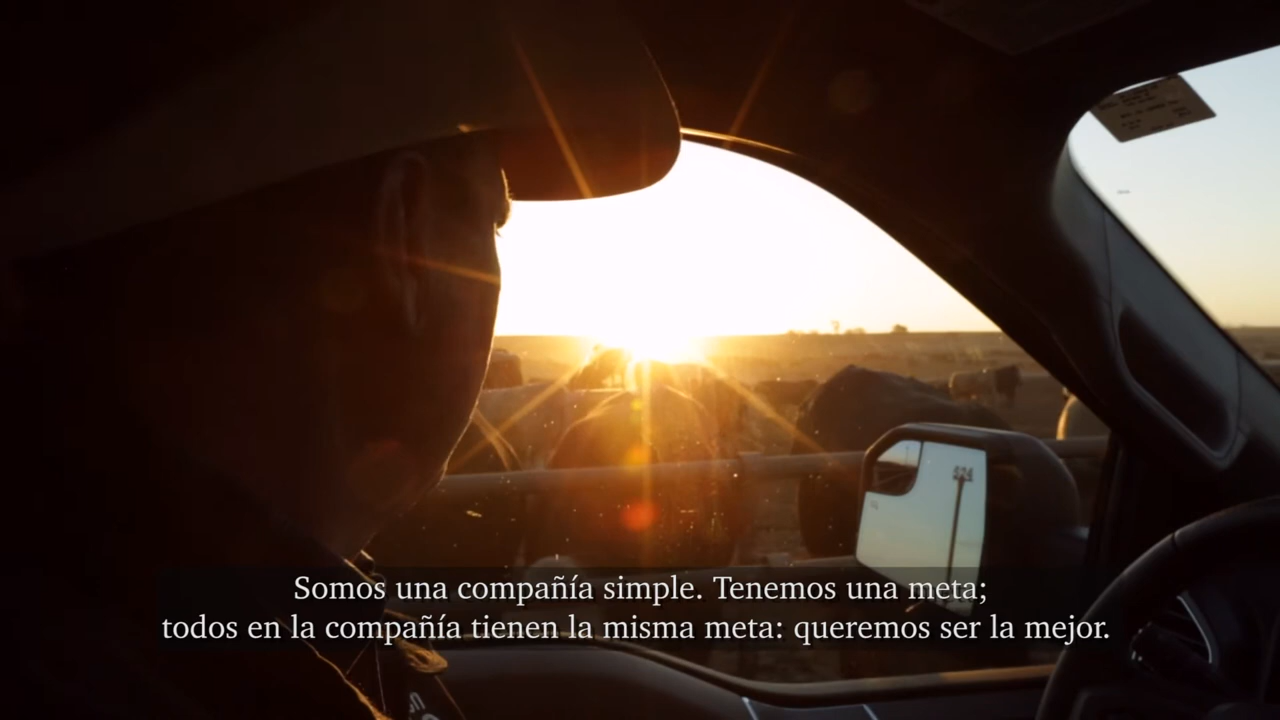 Somos una compañía simple. Tenemos una meta;
todos en la compañía tienen la misma meta: queremos ser la mejor.